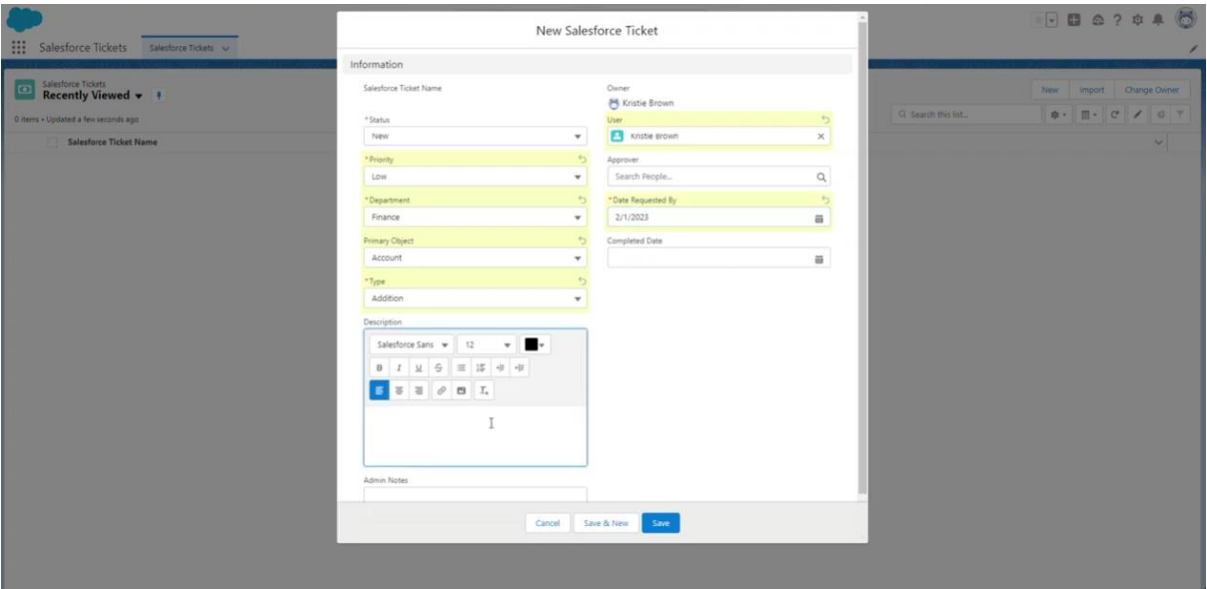 New Salesforce Ticket
Salesforce Tickets
Salesforce Tickets
Information
Salesforce Tickets
Recently Viewed
0 items • Updated a few seconds ago
Salesforce Ticket Name
New
Import
Change Owner
Search this list...
Salesforce Ticket Name
*Status
New
*Priority
Low
*Department
Finance
Primary Object
Account
*Type
Addition
Description
Salesforce Sans
12
B I U S
Admin Notes
Owner
Kristie Brown
User
Kristie Brown
Approver
Search People...
*Date Requested By
2/1/2023
Completed Date
Cancel
Save & New
Save